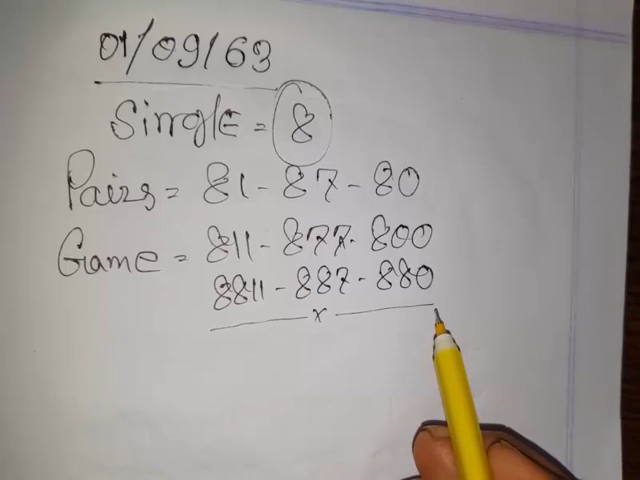 01/09/63
Single = 8
Pairs = 81 - 87 - 80
Game = 811 - 877 - 800
8811 - 887 - 880
x